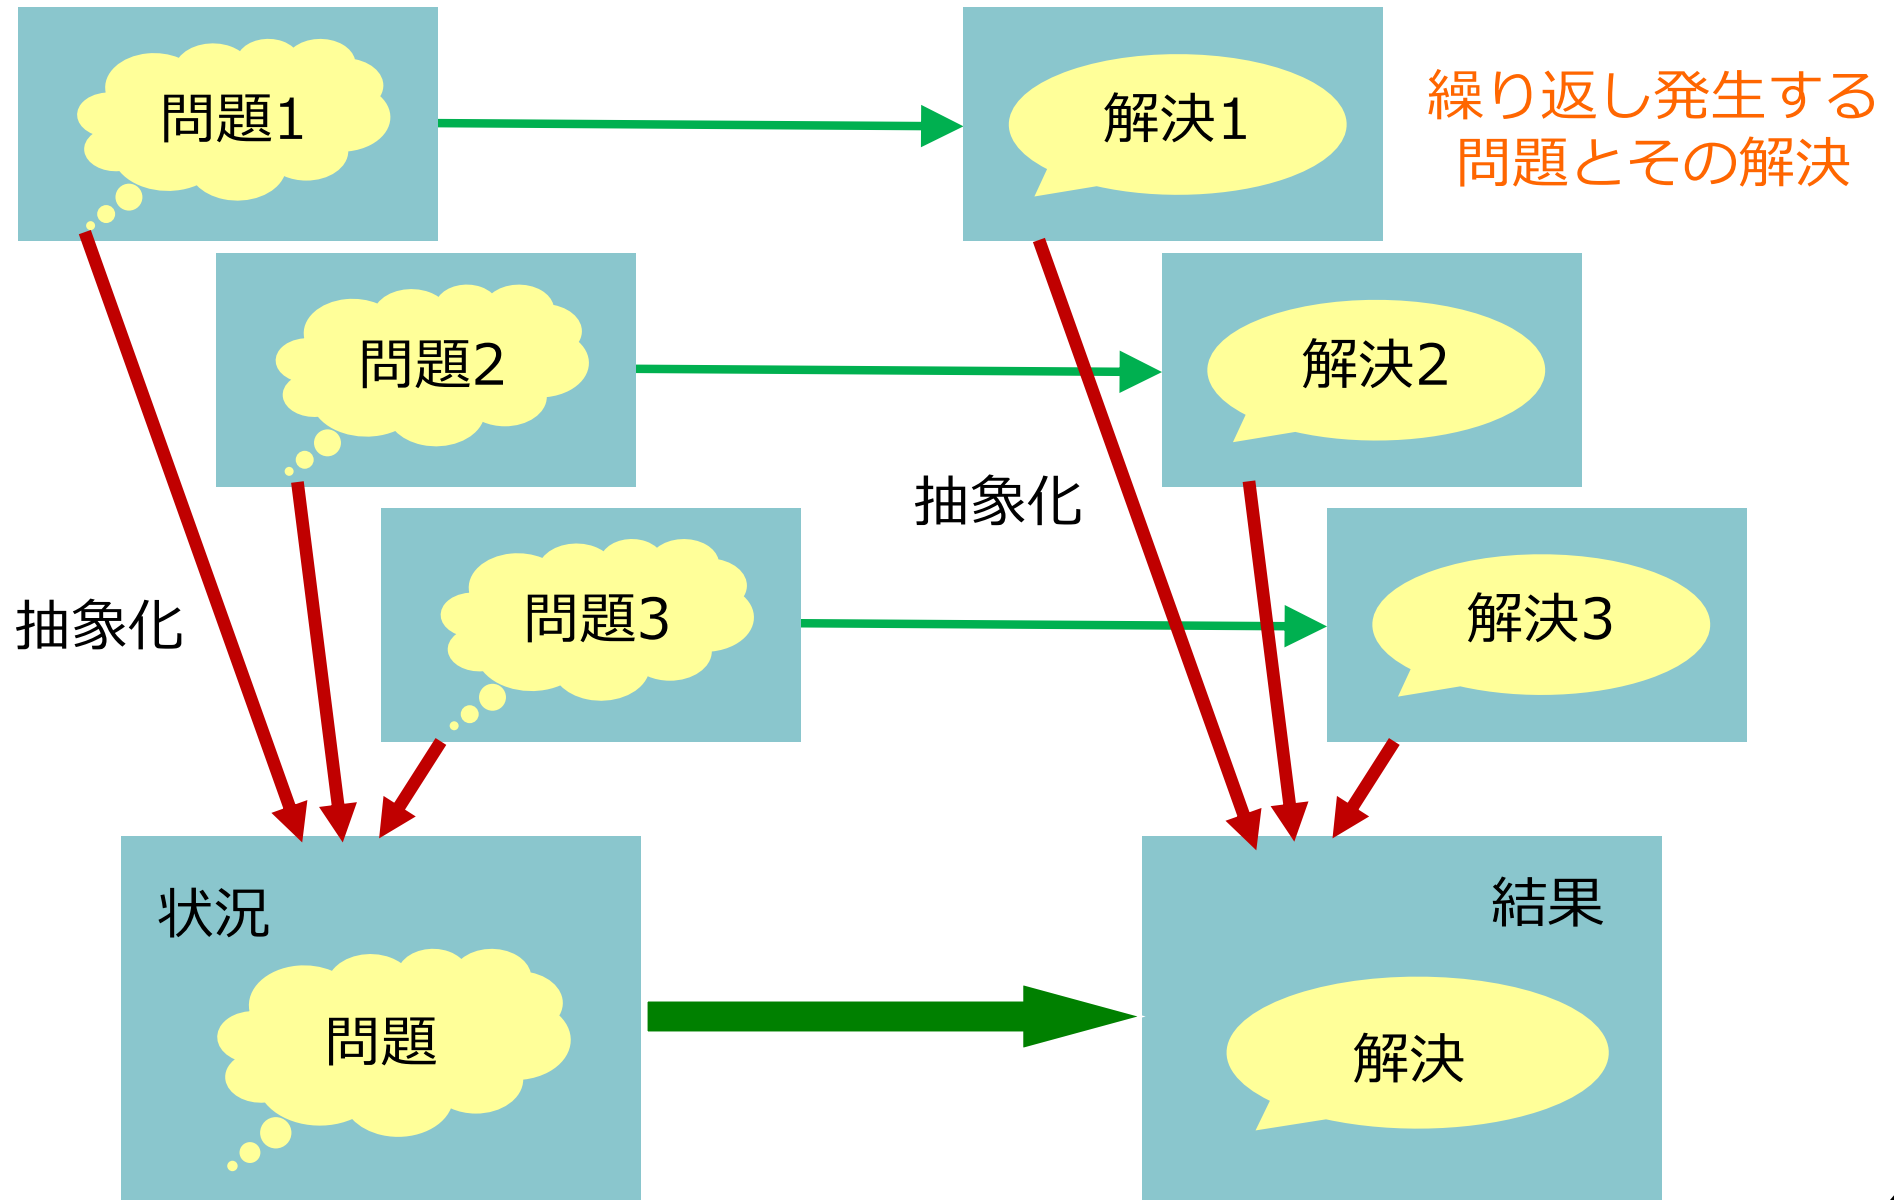 問題1
解決1
繰り返し発生する
問題とその解決
問題2
解決2
抽象化
問題3
解決3
抽象化
状況
結果
問題
解決